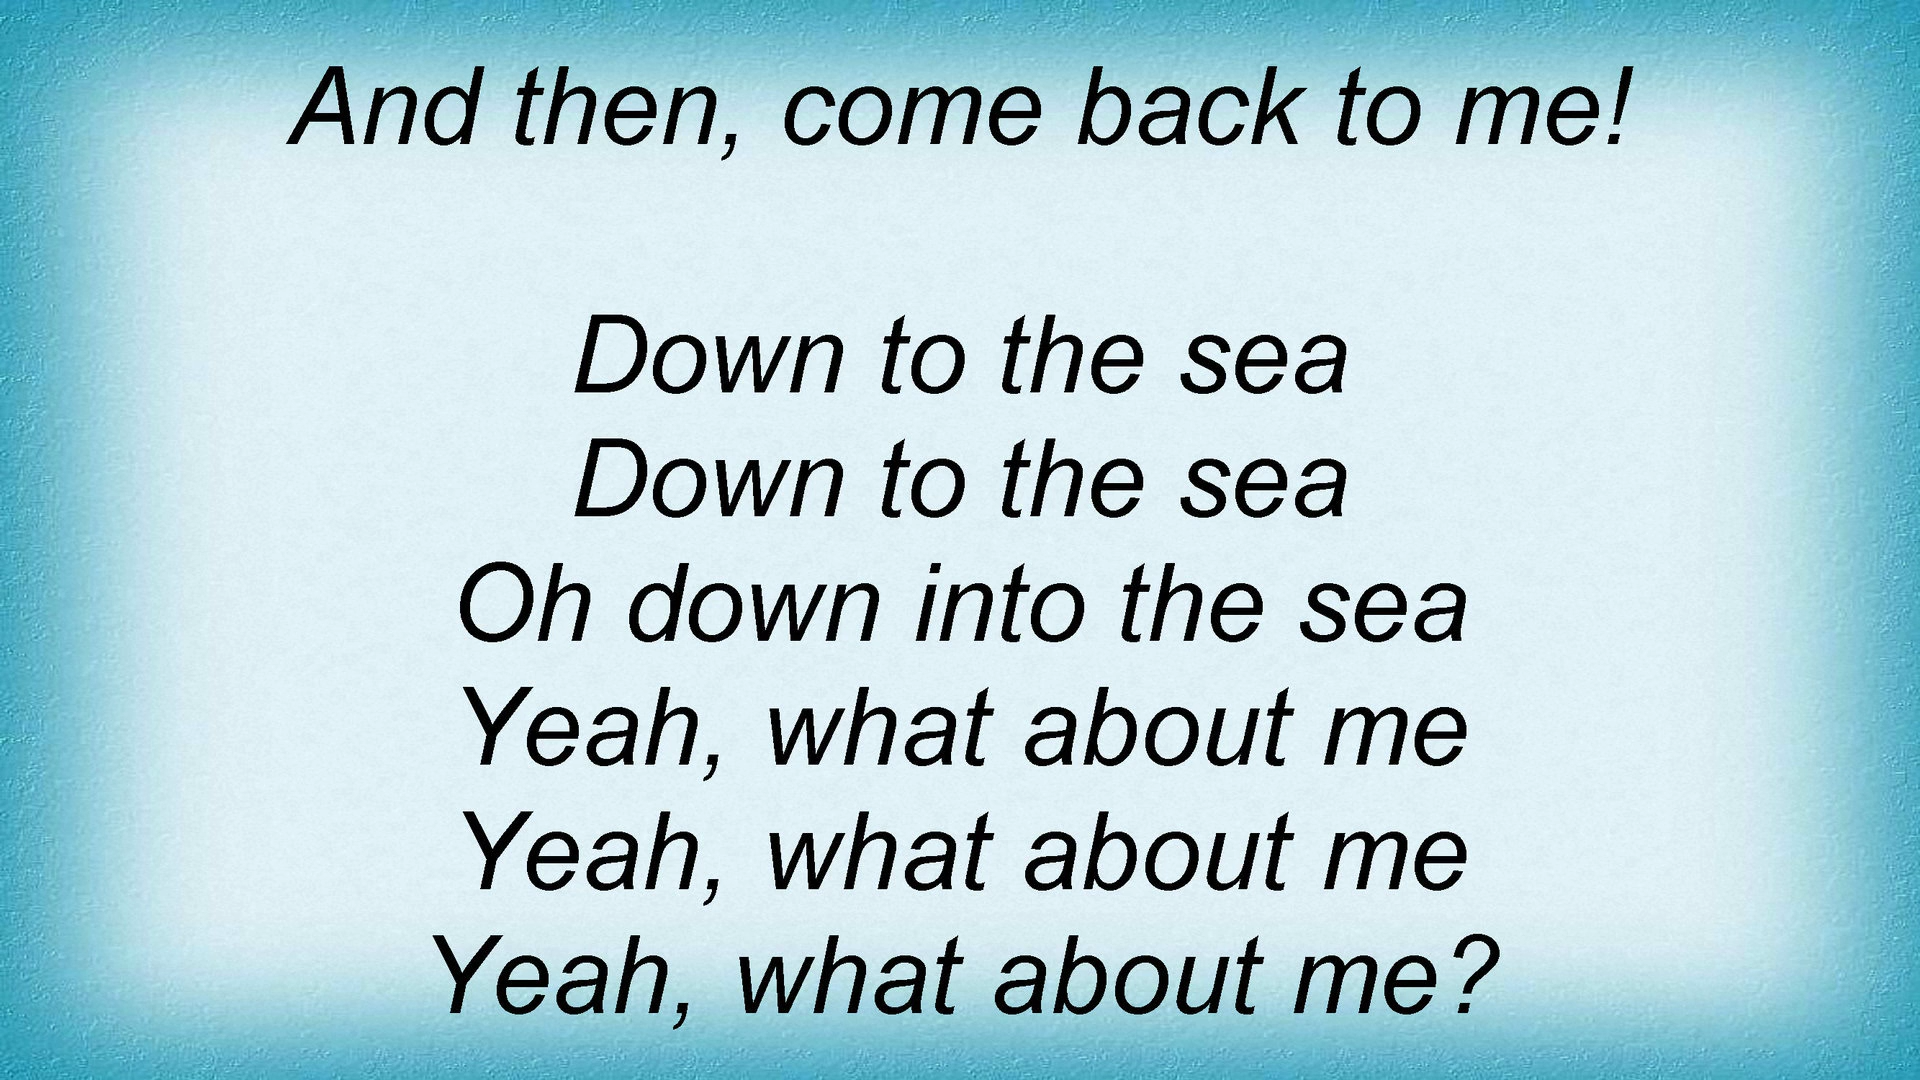 And then, come back to me!
Down to the sea
Down to the sea
Oh down into the sea
Yeah, what about me
Yeah, what about me
Yeah, what about me?